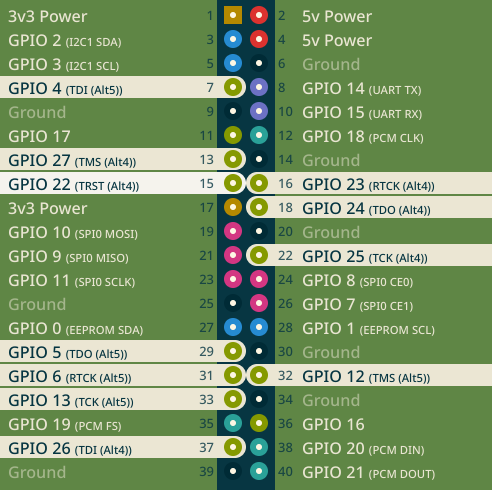 3v3 Power 1 2 5v Power
GPIO 2 (I2C1 SDA) 3 4 5v Power
GPIO 3 (I2C1 SCL) 5 6 Ground
GPIO 4 (TDI (Alt5)) 7 8 GPIO 14 (UART TX)
Ground 9 10 GPIO 15 (UART RX)
GPIO 17 11 12 GPIO 18 (PCM CLK)
GPIO 27 (TMS (Alt4)) 13 14 Ground
GPIO 22 (TRST (Alt4)) 15 16 GPIO 23 (RTCK (Alt4))
3v3 Power 17 18 GPIO 24 (TDO (Alt4))
GPIO 10 (SPI0 MOSI) 19 20 Ground
GPIO 9 (SPI0 MISO) 21 22 GPIO 25 (TCK (Alt4))
GPIO 11 (SPI0 SCLK) 23 24 GPIO 8 (SPI0 CE0)
Ground 25 26 GPIO 7 (SPI0 CE1)
GPIO 0 (EEPROM SDA) 27 28 GPIO 1 (EEPROM SCL)
GPIO 5 (TDO (Alt5)) 29 30 Ground
GPIO 6 (RTCK (Alt5)) 31 32 GPIO 12 (TMS (Alt5))
GPIO 13 (TCK (Alt5)) 33 34 Ground
GPIO 19 (PCM FS) 35 36 GPIO 16
GPIO 26 (TDI (Alt4)) 37 38 GPIO 20 (PCM DIN)
Ground 39 40 GPIO 21 (PCM DOUT)